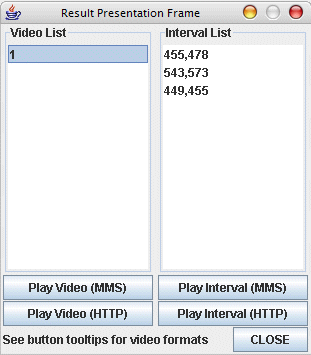 Result Presentation Frame
Video List
Interval List
1
455,478
543,573
449,455
Play Video (MMS)
Play Interval (MMS)
Play Video (HTTP)
Play Interval (HTTP)
See button tooltips for video formats
CLOSE